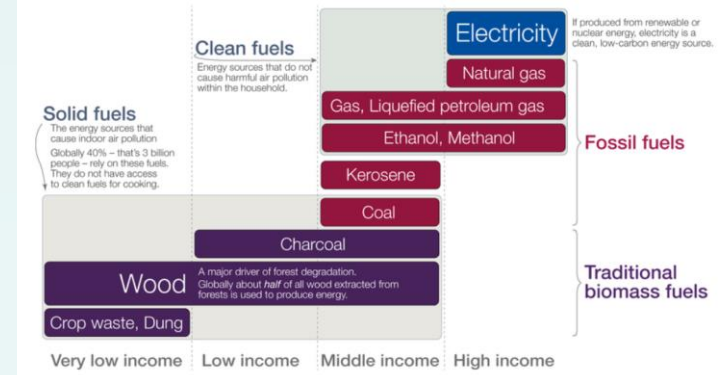 Electricity
If produced from renewable or
nuclear energy, electricity is a
clean, low-carbon energy source.
Clean fuels
Energy sources that do not
cause harmful air pollution
within the household.
Natural gas
Gas, Liquefied petroleum gas
Ethanol, Methanol
Fossil fuels
Solid fuels
The energy sources that
cause indoor air pollution
Globally 40% – that's 3 billion
people – rely on these fuels.
They do not have access
to clean fuels for cooking.
Kerosene
Coal
Charcoal
Wood
A major driver of forest degradation.
Globally about half of all wood extracted from
forests is used to produce energy.
Traditional
biomass fuels
Crop waste, Dung
Very low income
Low income
Middle income
High income